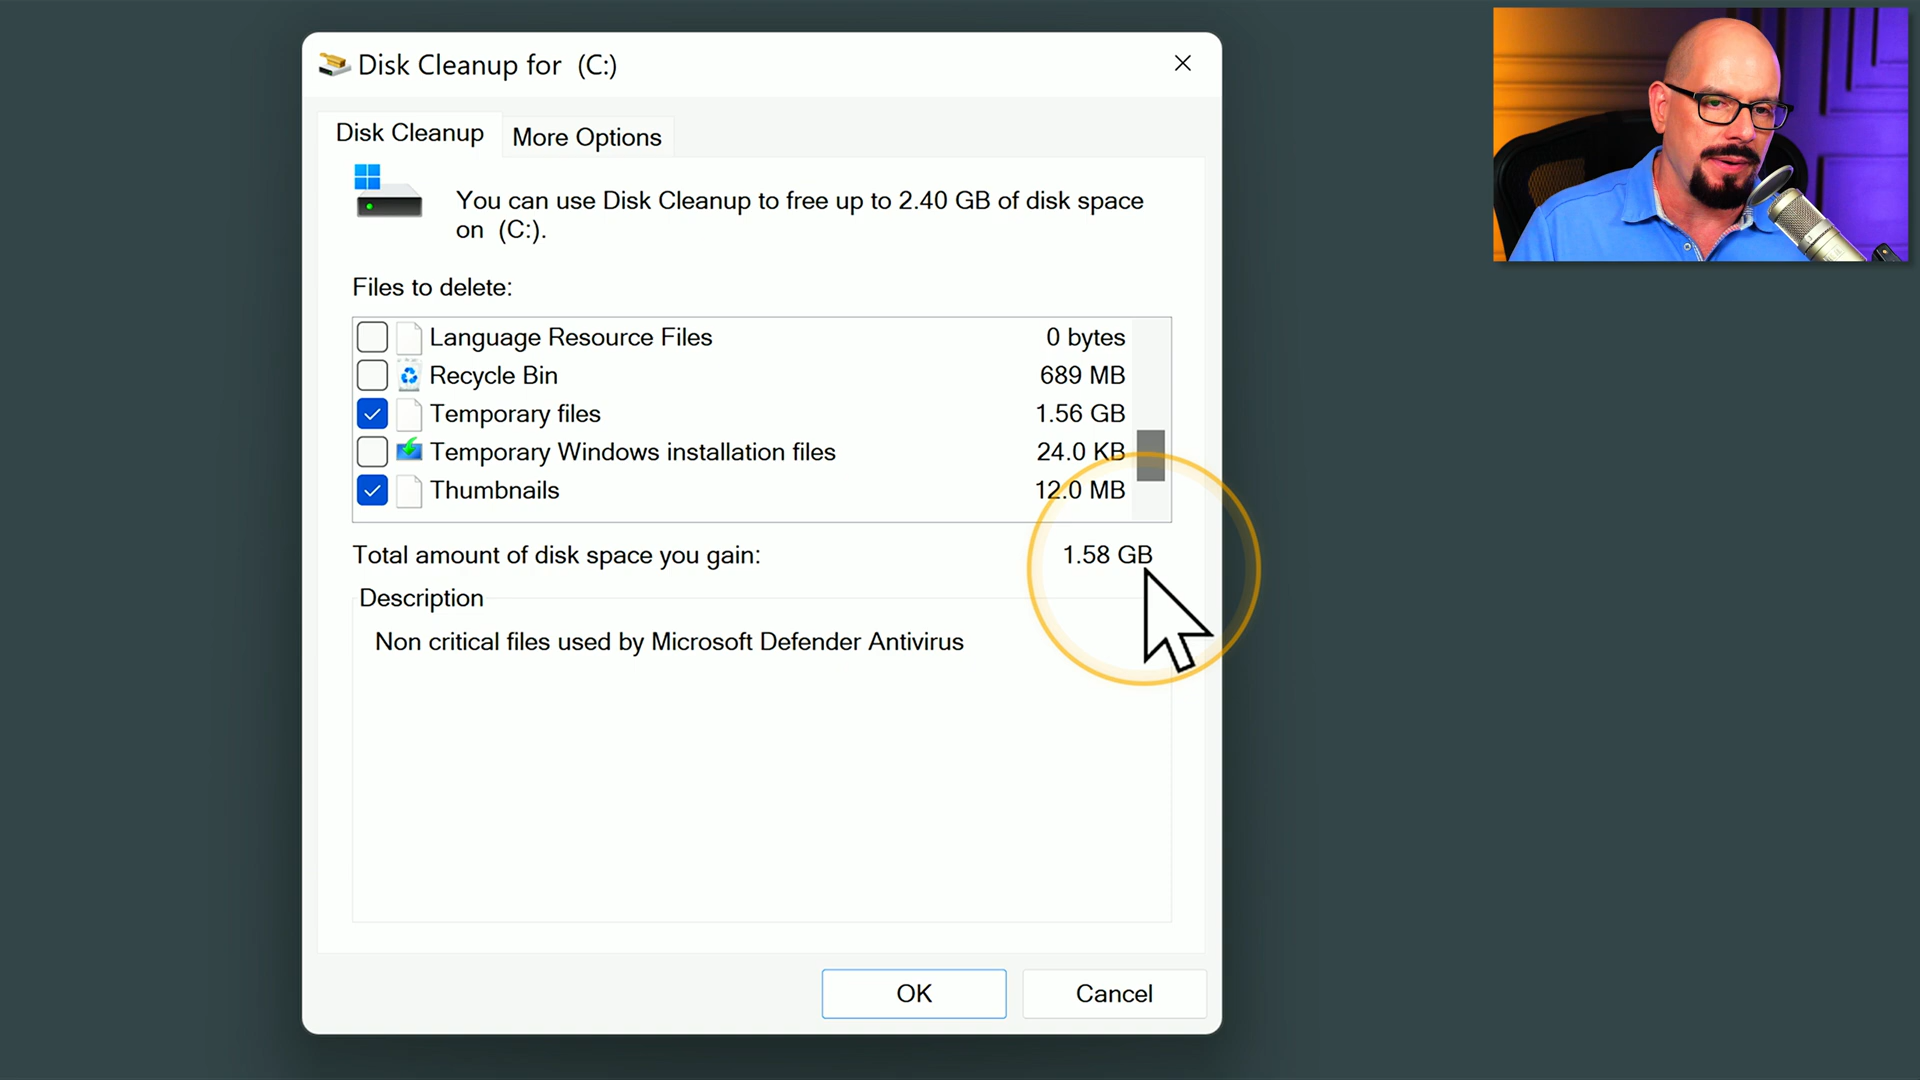 Disk Cleanup for (C:)
Disk Cleanup
More Options
You can use Disk Cleanup to free up to 2.40 GB of disk space
on (C:).
Files to delete:
Language Resource Files 0 bytes
Recycle Bin 689 MB
Temporary files 1.56 GB
Temporary Windows installation files 24.0 KB
Thumbnails 12.0 MB
Total amount of disk space you gain: 1.58 GB
Description
Non critical files used by Microsoft Defender Antivirus
OK
Cancel